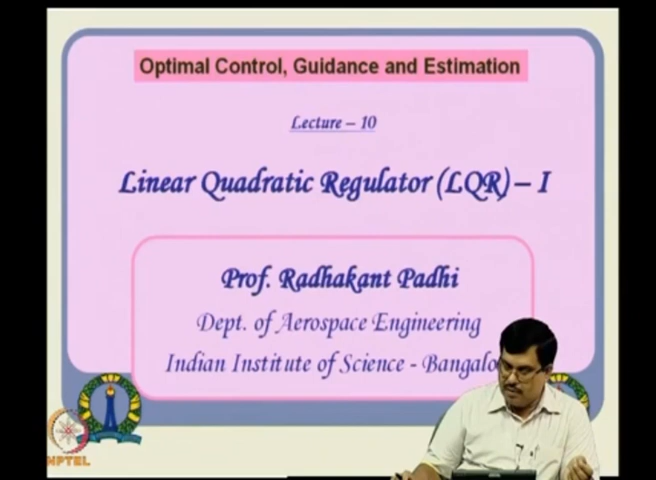 Optimal Control, Guidance and Estimation
Lecture – 10
Linear Quadratic Regulator (LQR) – I
Prof. Radhakant Padhi
Dept. of Aerospace Engineering
Indian Institute of Science - Bangalo
NPTEL